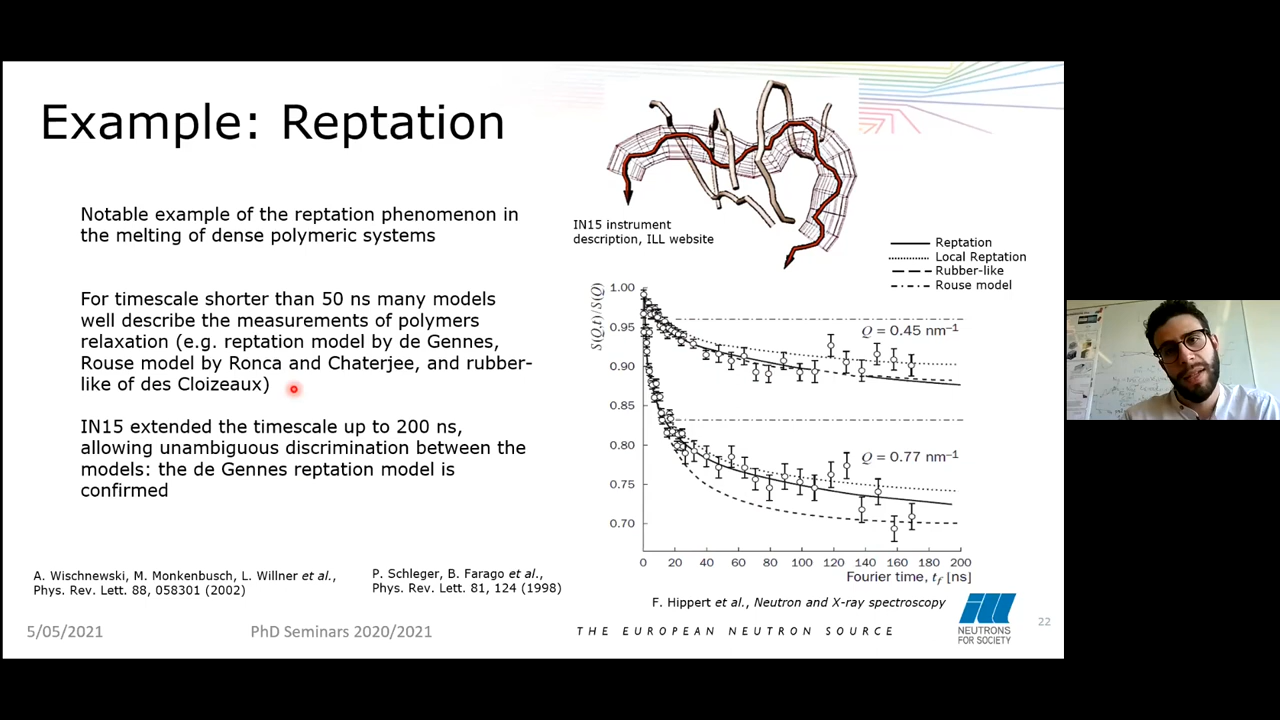 Example: Reptation
Notable example of the reptation phenomenon in
the melting of dense polymeric systems
For timescale shorter than 50 ns many models
well describe the measurements of polymers
relaxation (e.g. reptation model by de Gennes,
Rouse model by Ronca and Chaterjee, and rubber-
like of des Cloizeaux)
IN15 extended the timescale up to 200 ns,
allowing unambiguous discrimination between the
models: the de Gennes reptation model is
confirmed
IN15 instrument
description, ILL website
Reptation
Local Reptation
Rubber-like
Rouse model
S(Q,t)/S(Q)
1.00
0.95
0.90
0.85
0.80
0.75
0.70
Q = 0.45 nm⁻¹
Q = 0.77 nm⁻¹
0 20 40 60 80 100 120 140 160 180 200
Fourier time, t_f [ns]
A. Wischnewski, M. Monkenbusch, L. Willner et al.,
Phys. Rev. Lett. 88, 058301 (2002)
P. Schleger, B. Farago et al.,
Phys. Rev. Lett. 81, 124 (1998)
F. Hippert et al., Neutron and X-ray spectroscopy
5/05/2021
PhD Seminars 2020/2021
THE EUROPEAN NEUTRON SOURCE
ill
NEUTRONS
FOR SOCIETY
22